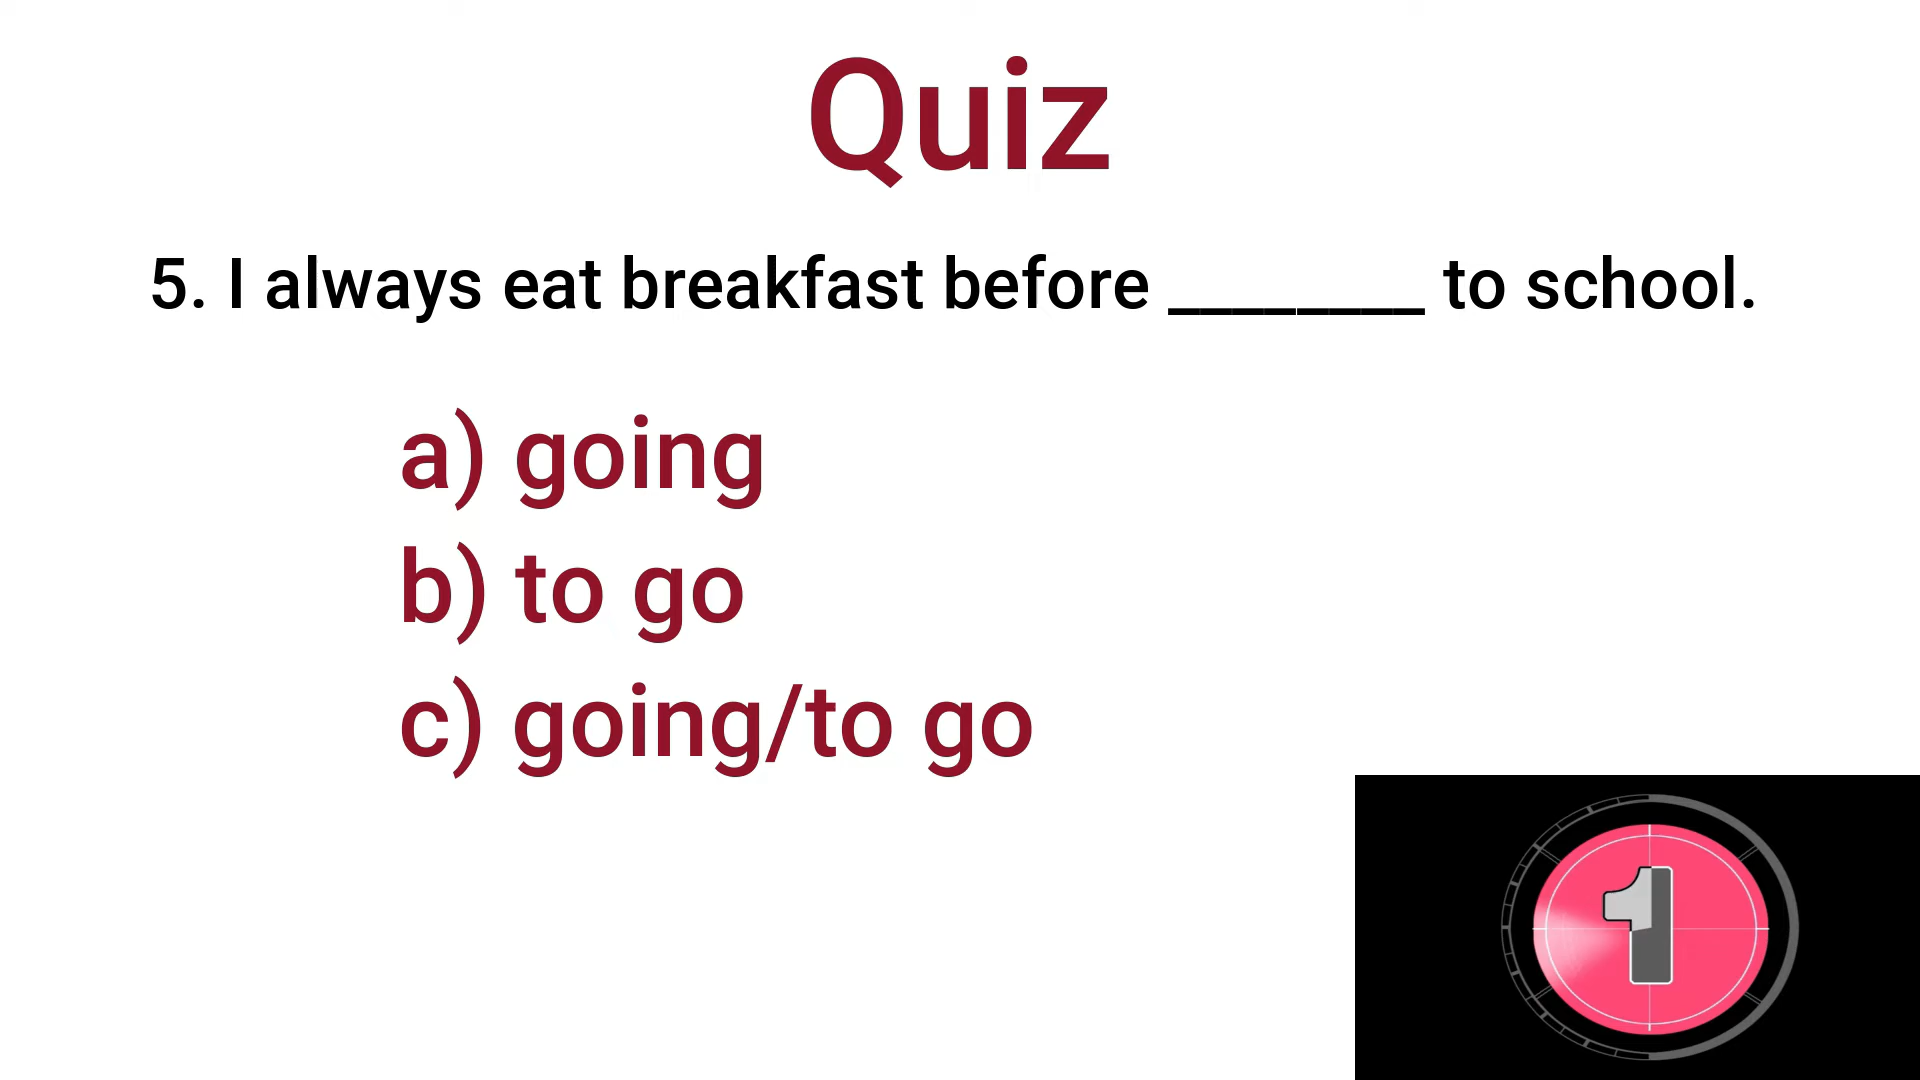 Quiz
5. I always eat breakfast before ________ to school.
a) going
b) to go
c) going/to go
1